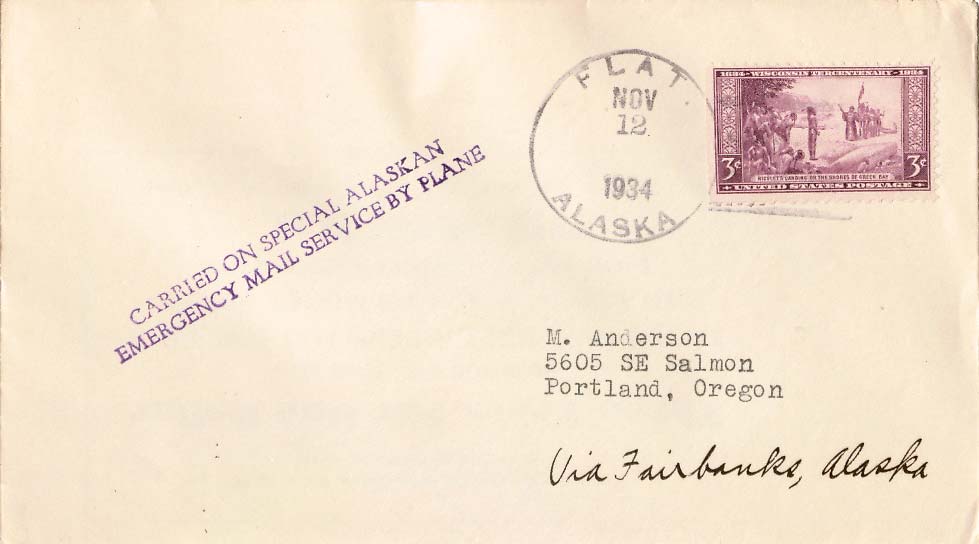 FLAT
NOV
12
1934
ALASKA
1634-WISCONSIN TERCENTENARY-1934
3¢ 3¢
NICOLET'S LANDING ON THE SHORES OF GREEN BAY
UNITED STATES POSTAGE
CARRIED ON SPECIAL ALASKAN
EMERGENCY MAIL SERVICE BY PLANE
M. Anderson
5605 SE Salmon
Portland, Oregon
Via Fairbanks, Alaska